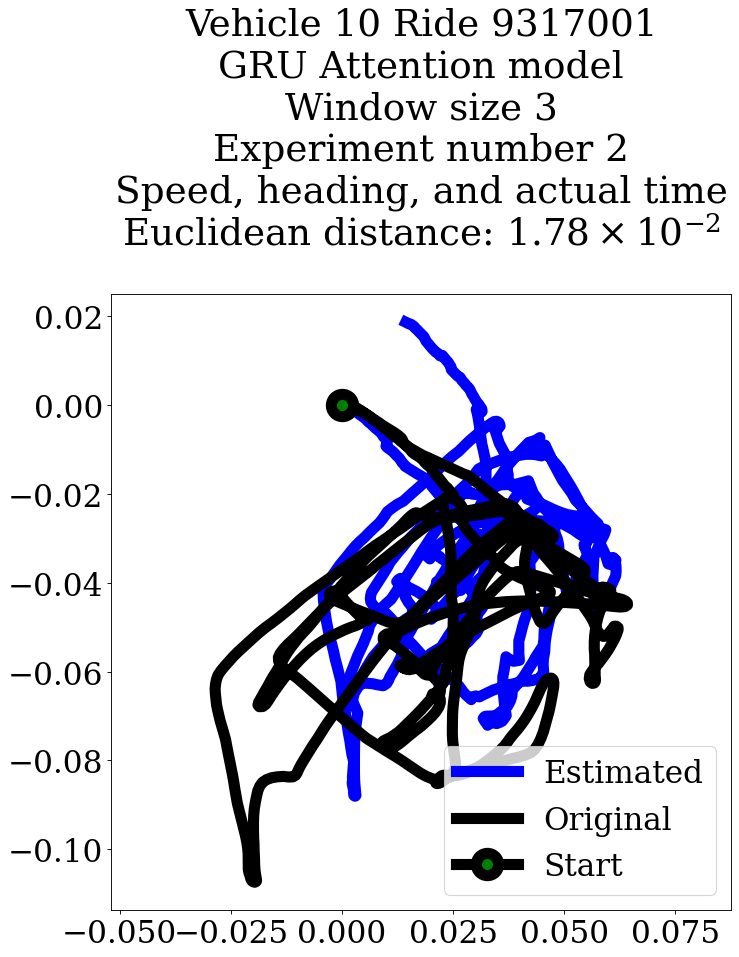 Vehicle 10 Ride 9317001
GRU Attention model
Window size 3
Experiment number 2
Speed, heading, and actual time
Euclidean distance: 1.78 × 10⁻²
0.02
0.00
−0.02
−0.04
−0.06
−0.08
−0.10
Estimated
Original
Start
−0.050 −0.025 0.000 0.025 0.050 0.075